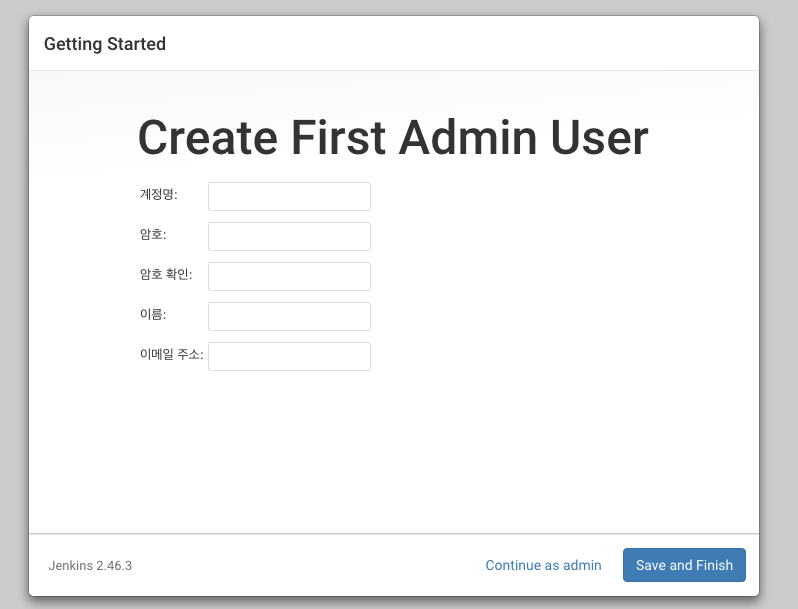 Getting Started
Create First Admin User
계정명:
암호:
암호 확인:
이름:
이메일 주소:
Jenkins 2.46.3
Continue as admin
Save and Finish